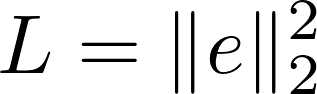 L = ‖e‖₂²